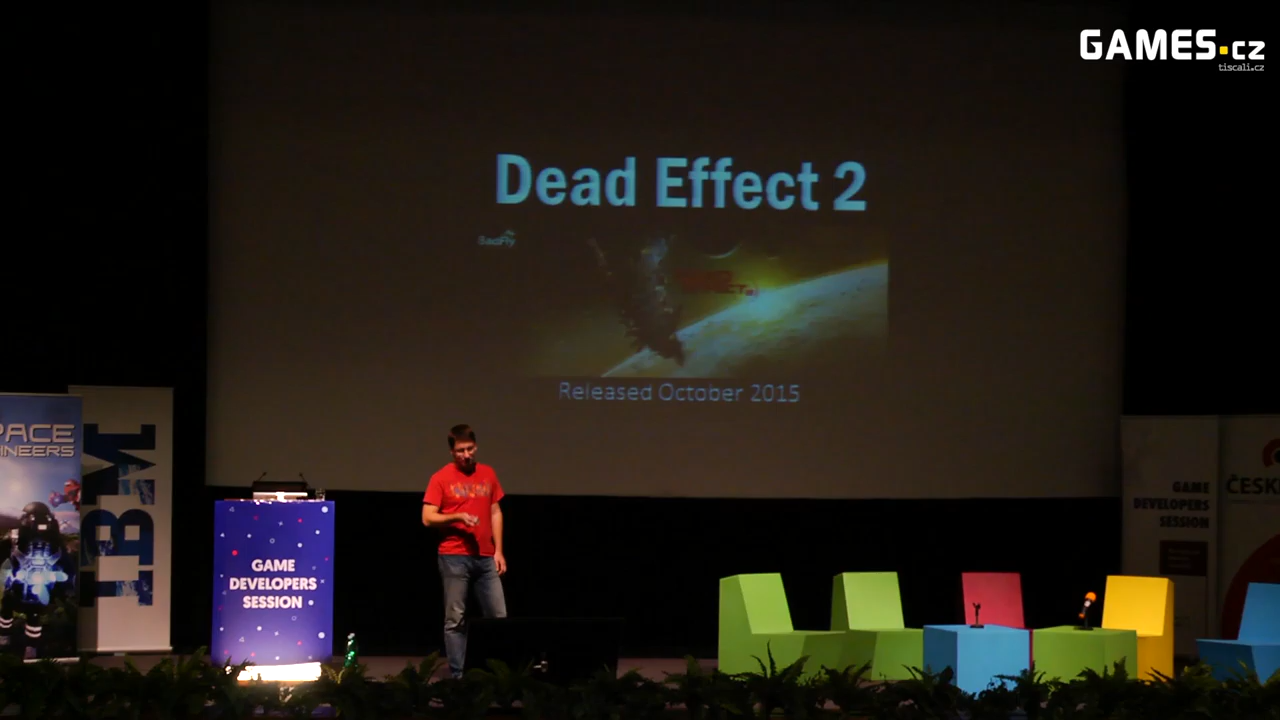 GAMES.cz
tiscali.cz
Dead Effect 2
BadFly
Released October 2015
PACE
INEERS
IBM
GAME
DEVELOPERS
SESSION
GAME
DEVELOPERS
SESSION
ČESK